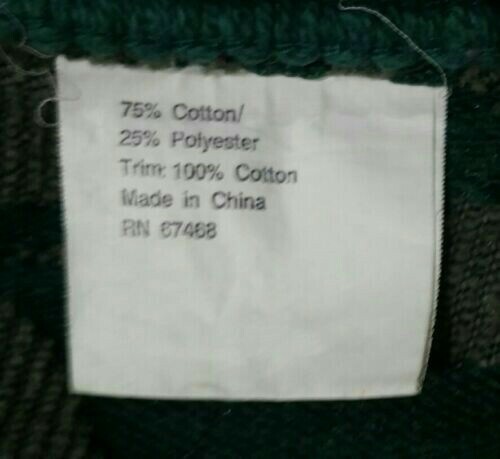 75% Cotton/
25% Polyester
Trim: 100% Cotton
Made in China
RN 67468